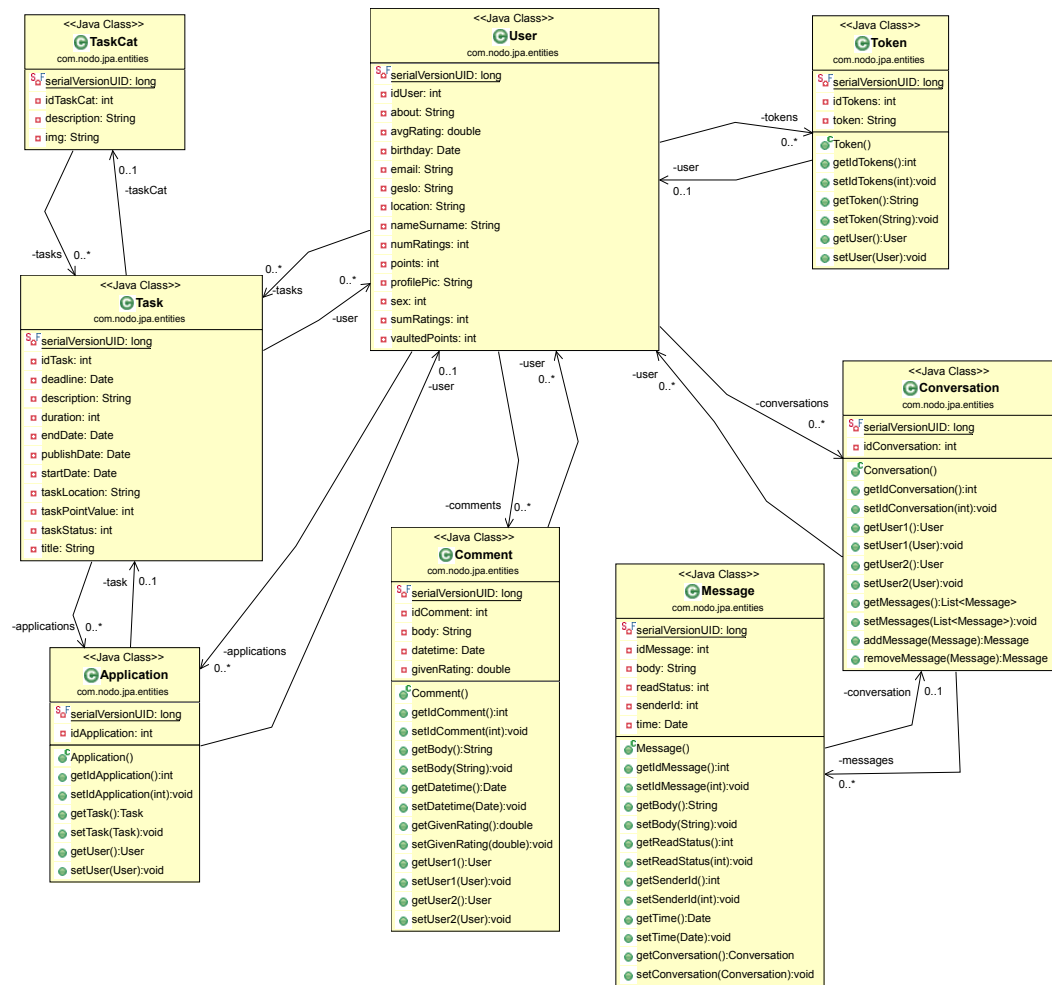 <<Java Class>>
TaskCat
com.nodo.jpa.entities
serialVersionUID: long
idTaskCat: int
description: String
img: String
<<Java Class>>
User
com.nodo.jpa.entities
serialVersionUID: long
idUser: int
about: String
avgRating: double
birthday: Date
email: String
geslo: String
location: String
nameSurname: String
numRatings: int
points: int
profilePic: String
sex: int
sumRatings: int
vaultedPoints: int
<<Java Class>>
Token
com.nodo.jpa.entities
serialVersionUID: long
idTokens: int
token: String
Token()
getIdTokens():int
setIdTokens(int):void
getToken():String
setToken(String):void
getUser():User
setUser(User):void
-tokens
0..*
-user
0..1
0..1
-taskCat
-tasks
0..*
0..*
-tasks
0..*
-user
<<Java Class>>
Task
com.nodo.jpa.entities
serialVersionUID: long
idTask: int
deadline: Date
description: String
duration: int
endDate: Date
publishDate: Date
startDate: Date
taskLocation: String
taskPointValue: int
taskStatus: int
title: String
0..1
-user
-user
0..*
-user
0..*
-conversations
0..*
<<Java Class>>
Conversation
com.nodo.jpa.entities
serialVersionUID: long
idConversation: int
Conversation()
getIdConversation():int
setIdConversation(int):void
getUser1():User
setUser1(User):void
getUser2():User
setUser2(User):void
getMessages():List<Message>
setMessages(List<Message>):void
addMessage(Message):Message
removeMessage(Message):Message
-comments
0..*
<<Java Class>>
Comment
com.nodo.jpa.entities
serialVersionUID: long
idComment: int
body: String
datetime: Date
givenRating: double
Comment()
getIdComment():int
setIdComment(int):void
getBody():String
setBody(String):void
getDatetime():Date
setDatetime(Date):void
getGivenRating():double
setGivenRating(double):void
getUser1():User
setUser1(User):void
getUser2():User
setUser2(User):void
-task
0..1
-applications
0..*
-applications
0..*
<<Java Class>>
Application
com.nodo.jpa.entities
serialVersionUID: long
idApplication: int
Application()
getIdApplication():int
setIdApplication(int):void
getTask():Task
setTask(Task):void
getUser():User
setUser(User):void
<<Java Class>>
Message
com.nodo.jpa.entities
serialVersionUID: long
idMessage: int
body: String
readStatus: int
senderId: int
time: Date
Message()
getIdMessage():int
setIdMessage(int):void
getBody():String
setBody(String):void
getReadStatus():int
setReadStatus(int):void
getSenderId():int
setSenderId(int):void
getTime():Date
setTime(Date):void
getConversation():Conversation
setConversation(Conversation):void
-conversation
0..1
-messages
0..*